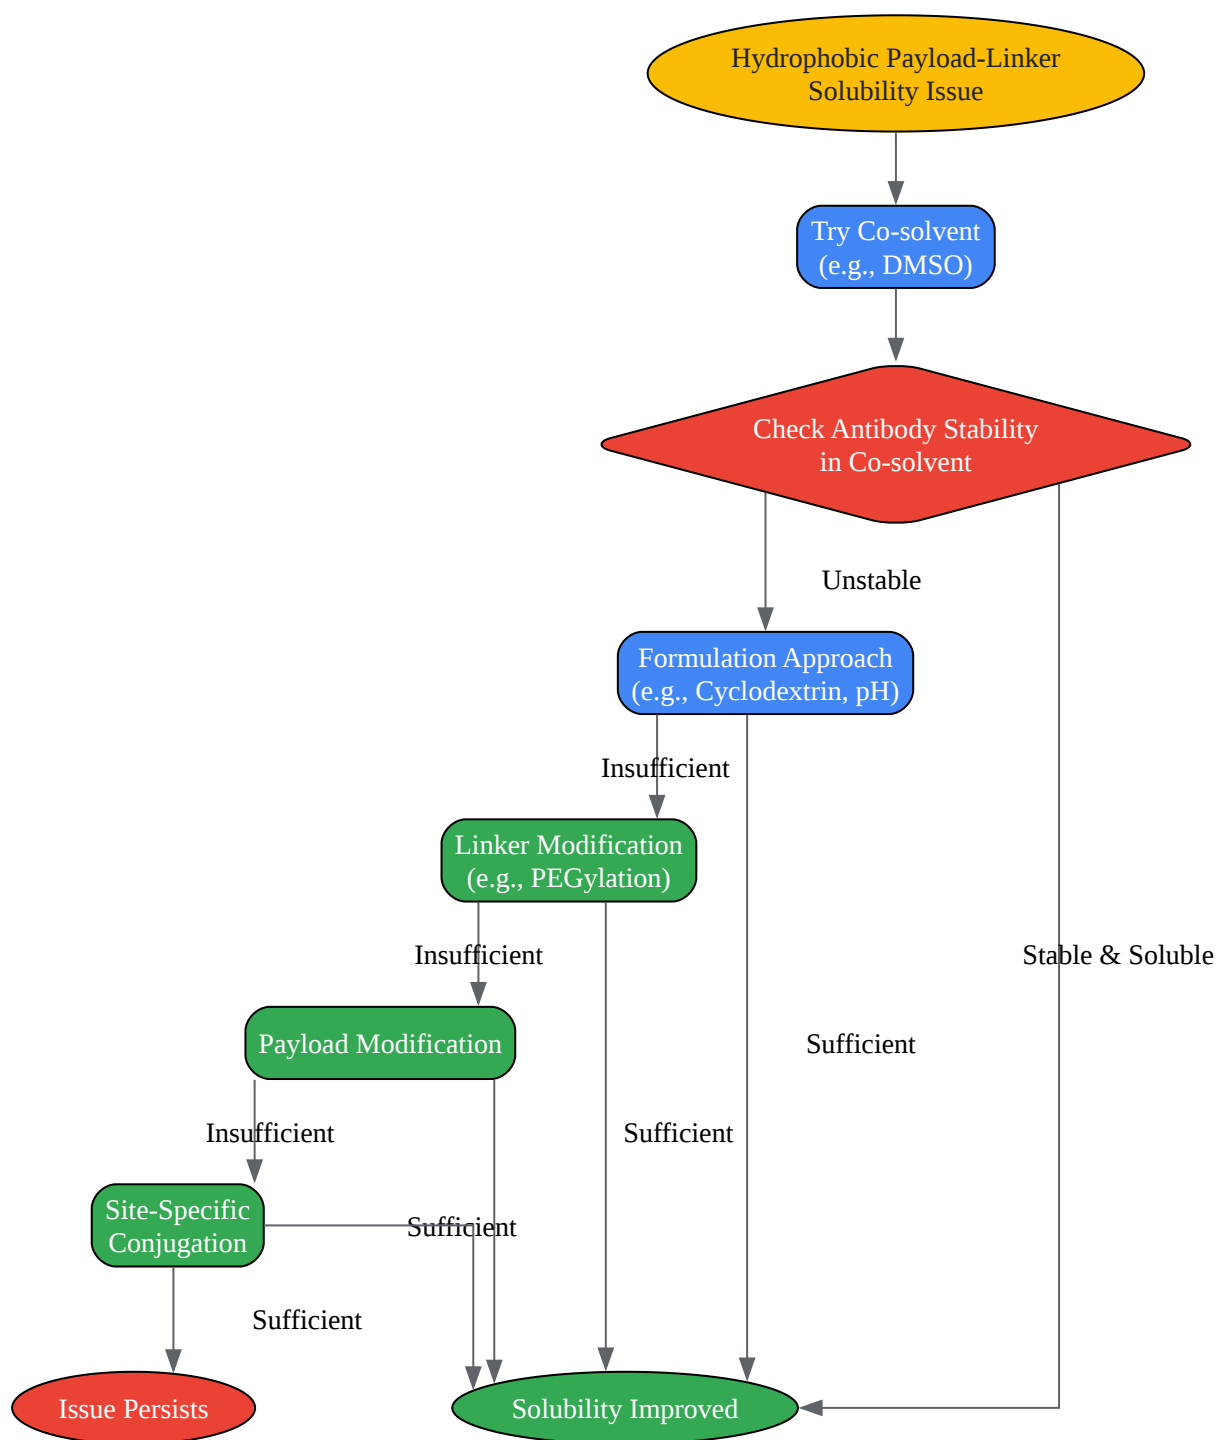 Hydrophobic Payload-Linker
Solubility Issue
Try Co-solvent
(e.g., DMSO)
Check Antibody Stability
in Co-solvent
Unstable
Formulation Approach
(e.g., Cyclodextrin, pH)
Insufficient
Linker Modification
(e.g., PEGylation)
Insufficient
Stable & Soluble
Payload Modification
Sufficient
Insufficient
Sufficient
Site-Specific
Conjugation
Sufficient
Sufficient
Issue Persists
Solubility Improved